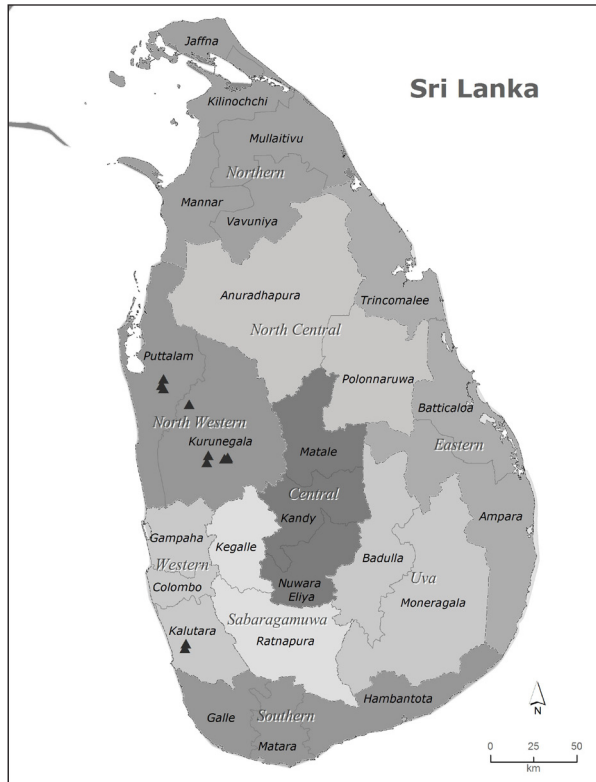 Jaffna
Sri Lanka
Kilinochchi
Mullaitivu
Northern
Mannar
Vavuniya
Anuradhapura
Trincomalee
North Central
Puttalam
Polonnaruwa
Batticaloa
North Western
Kurunegala
Matale
Eastern
Central
Ampara
Kandy
Gampaha
Kegalle
Badulla
Western
Uva
Colombo
Nuwara
Eliya
Moneragala
Sabaragamuwa
Kalutara
Ratnapura
Hambantota
Galle
Southern
Matara
N
0 25 50
km